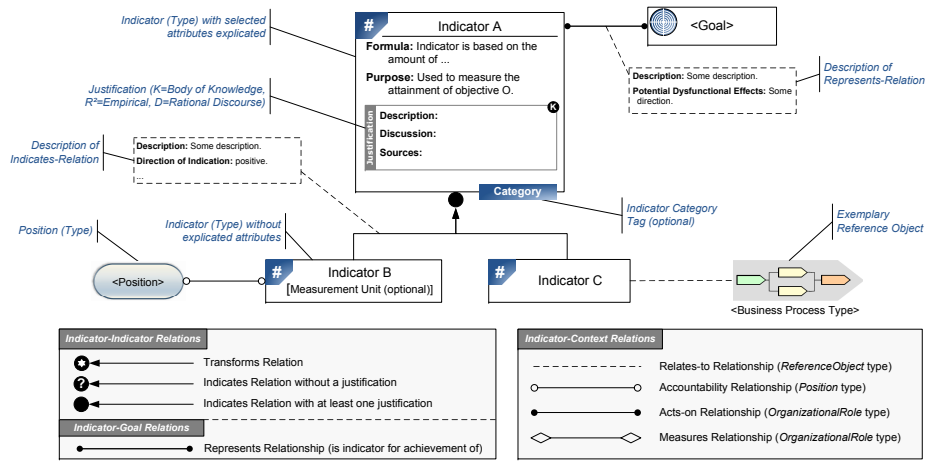 Indicator (Type) with selected
attributes explicated
#
Indicator A
<Goal>
Formula: Indicator is based on the
amount of ...
Purpose: Used to measure the
attainment of objective O.
Justification (K=Body of Knowledge,
R²=Empirical, D=Rational Discourse)
Description: Some description.
Potential Dysfunctional Effects: Some
direction.
Description of
Represents-Relation
K
Justification
Description:
Discussion:
Sources:
Description of
Indicates-Relation
Description: Some description.
Direction of Indication: positive.
...
Category
Indicator Category
Tag (optional)
Exemplary
Reference Object
Position (Type)
Indicator (Type) without
explicated attributes
<Position>
#
Indicator B
[Measurement Unit (optional)]
#
Indicator C
<Business Process Type>
Indicator-Indicator Relations
Transforms Relation
?
Indicates Relation without a justification
Indicates Relation with at least one justification
Indicator-Goal Relations
Represents Relationship (is indicator for achievement of)
Indicator-Context Relations
Relates-to Relationship (ReferenceObject type)
Accountability Relationship (Position type)
Acts-on Relationship (OrganizationalRole type)
Measures Relationship (OrganizationalRole type)